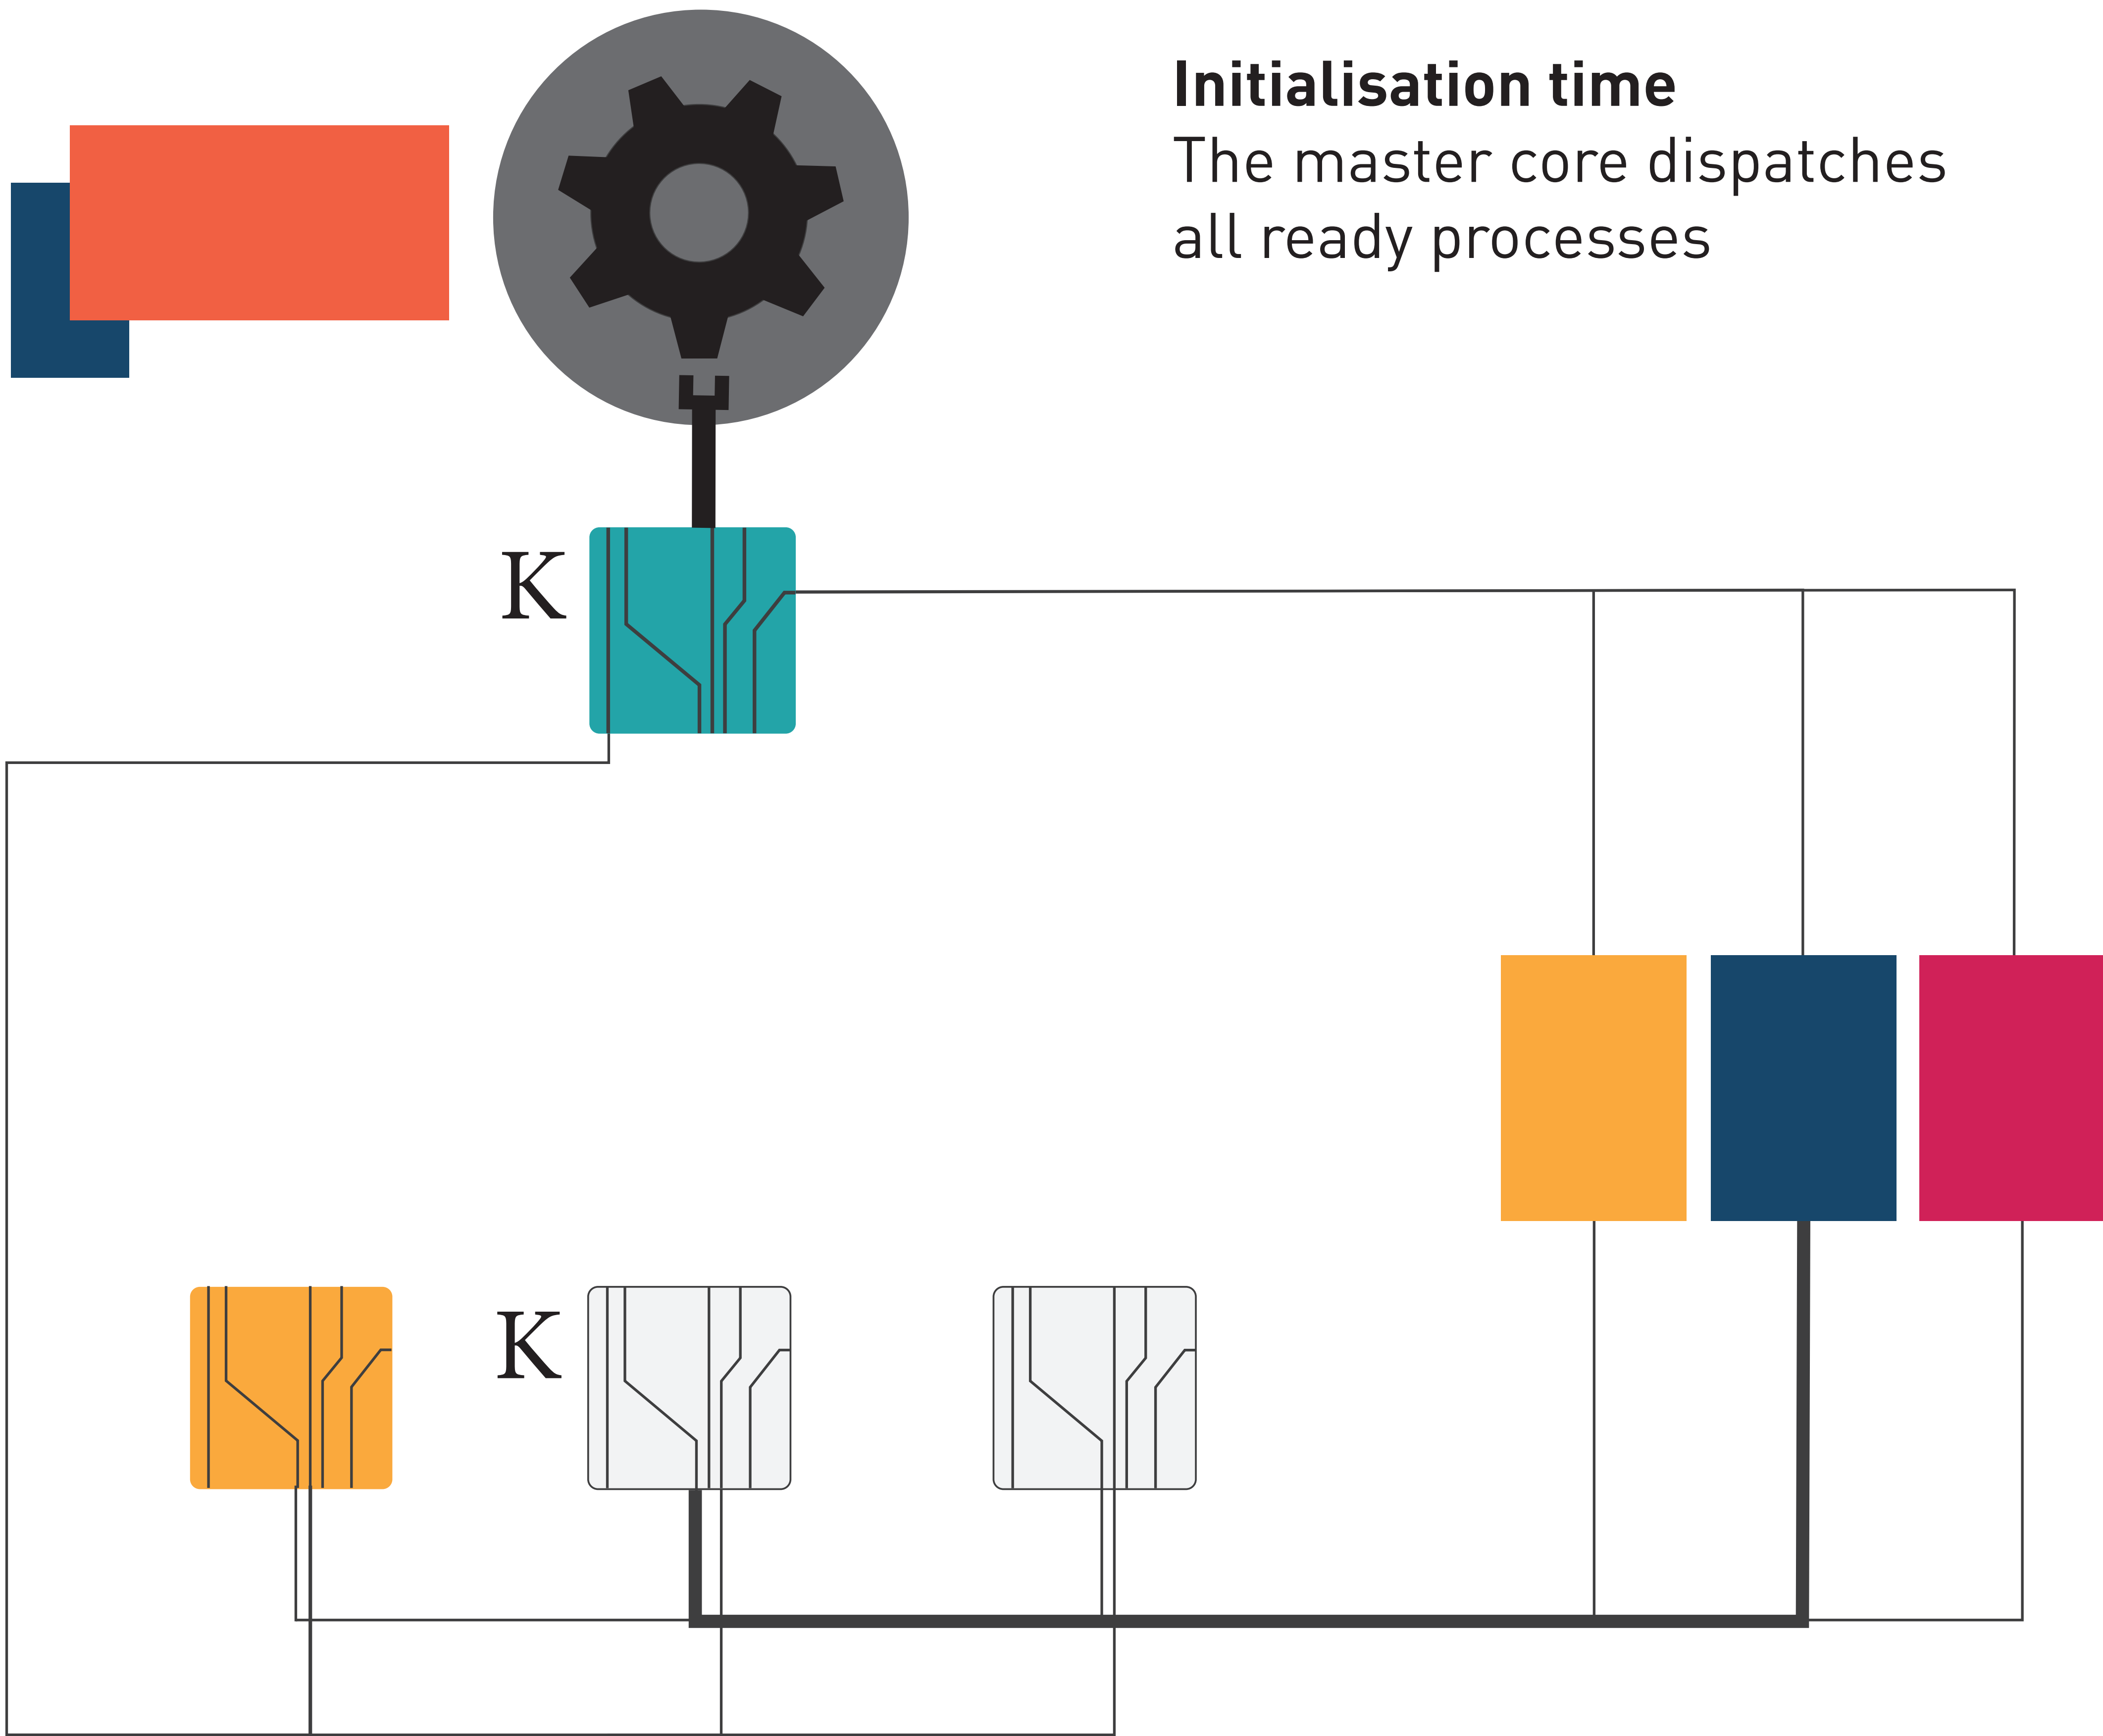 Initialisation time
The master core dispatches
all ready processes
K
K